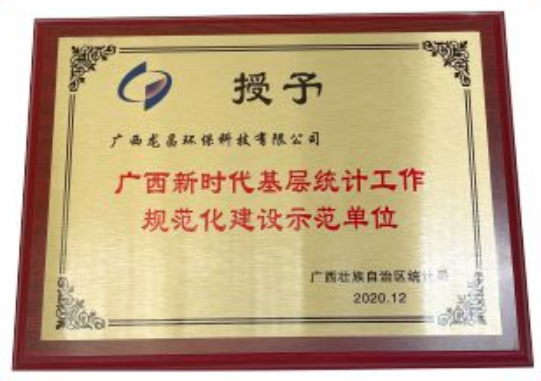 授予
广西龙昌环保科技有限公司
广西新时代基层统计工作
规范化建设示范单位
广西壮族自治区统计局
2020.12